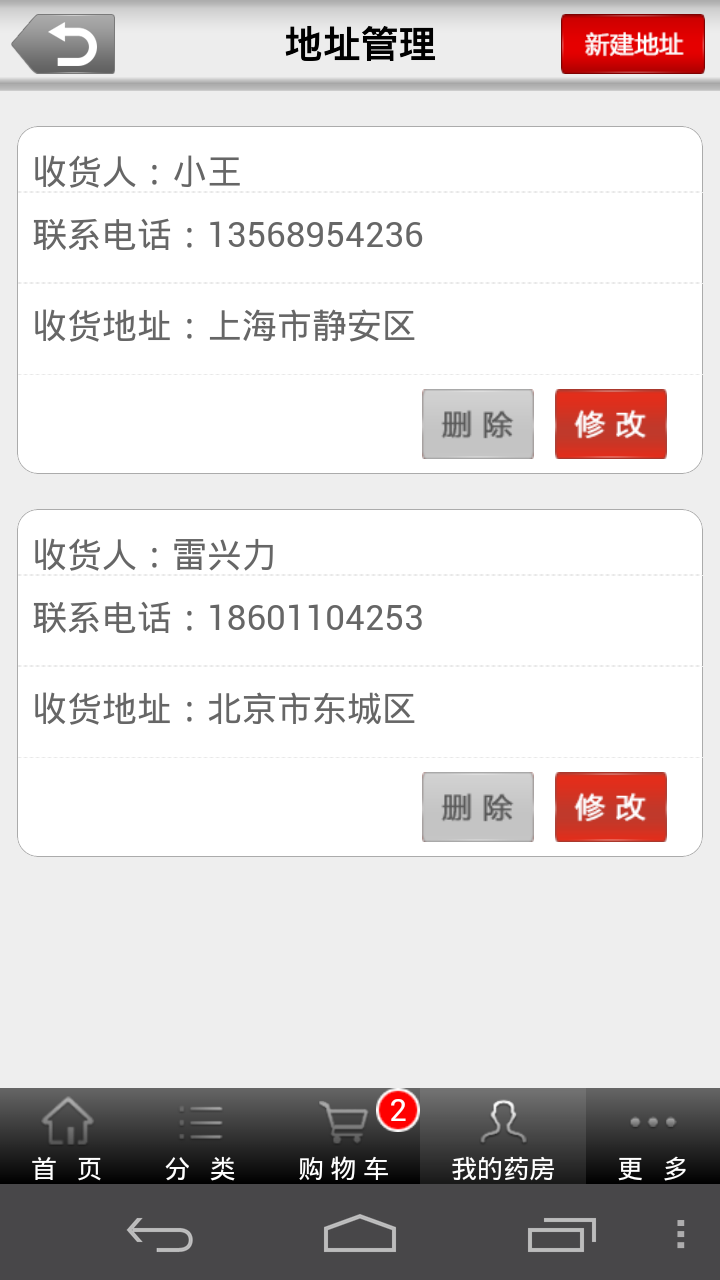 地址管理
新建地址
收货人：小王
联系电话：13568954236
收货地址：上海市静安区
删除
修改
收货人：雷兴力
联系电话：18601104253
收货地址：北京市东城区
删除
修改
2
首页
分类
购物车
我的药房
更多